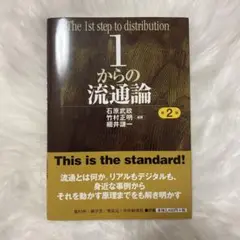 The 1st step to distribution
1
からの
流通論
石原武政
竹村正明
細井謙一
編著
第2版
This is the standard!
流通とは何か、リアルもデジタルも、
身近な事例から
それを動かす原理までを解き明かす